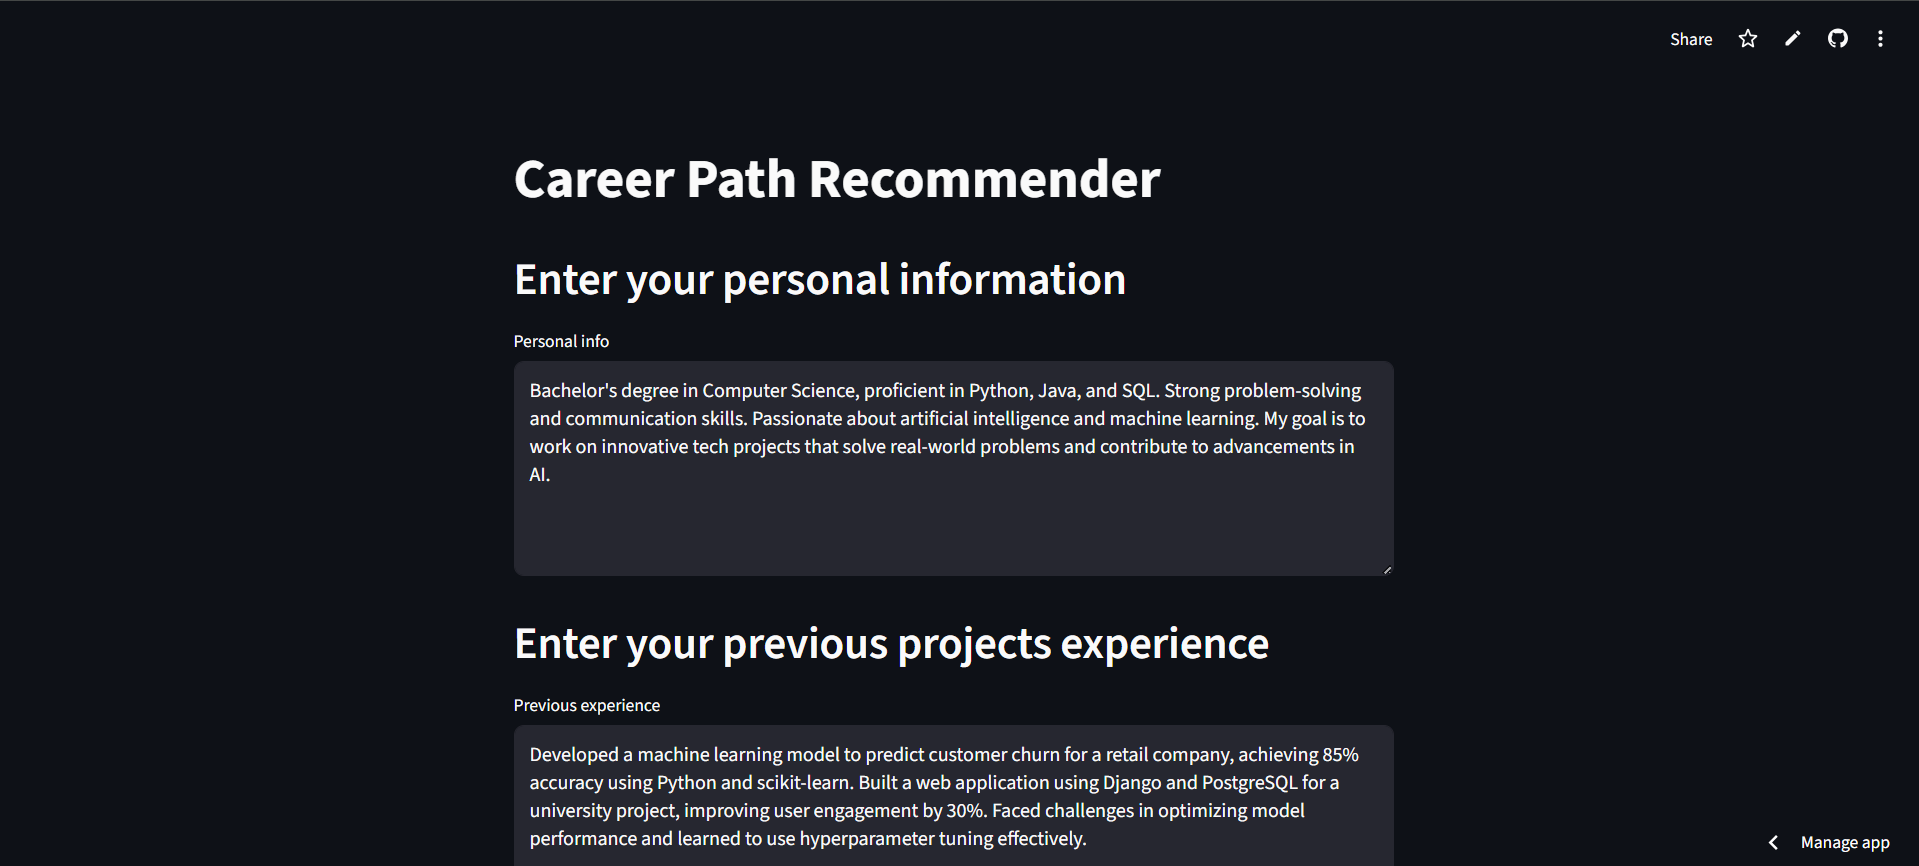 Share
Career Path Recommender
Enter your personal information
Personal info
Bachelor's degree in Computer Science, proficient in Python, Java, and SQL. Strong problem-solving
and communication skills. Passionate about artificial intelligence and machine learning. My goal is to
work on innovative tech projects that solve real-world problems and contribute to advancements in
AI.
Enter your previous projects experience
Previous experience
Developed a machine learning model to predict customer churn for a retail company, achieving 85%
accuracy using Python and scikit-learn. Built a web application using Django and PostgreSQL for a
university project, improving user engagement by 30%. Faced challenges in optimizing model
performance and learned to use hyperparameter tuning effectively.
Manage app